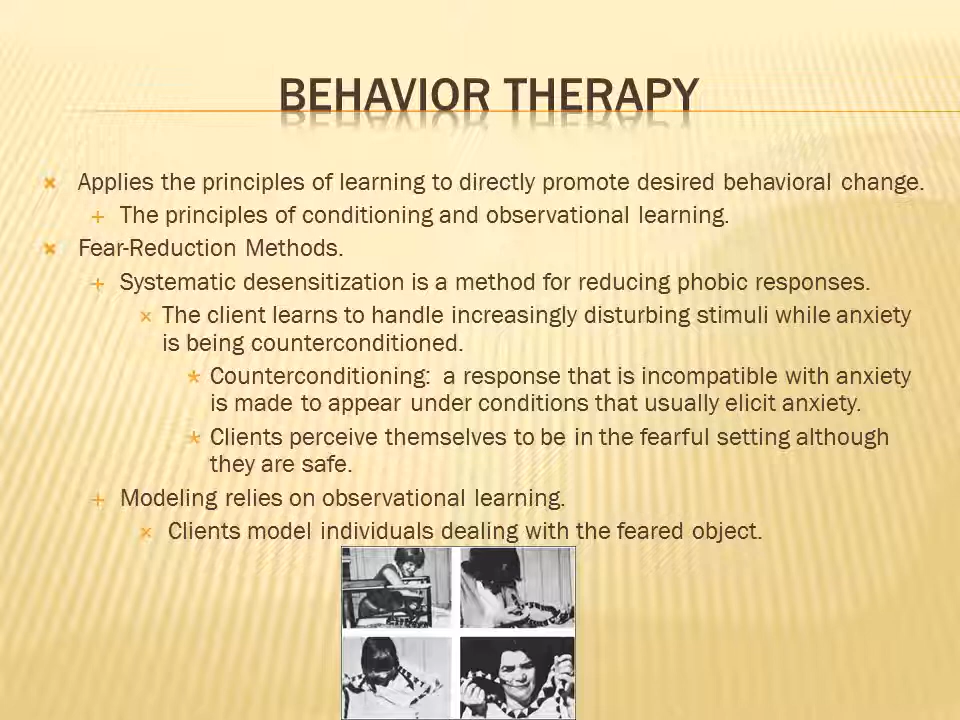 BEHAVIOR THERAPY
Applies the principles of learning to directly promote desired behavioral change.
The principles of conditioning and observational learning.
Fear-Reduction Methods.
Systematic desensitization is a method for reducing phobic responses.
The client learns to handle increasingly disturbing stimuli while anxiety
is being counterconditioned.
Counterconditioning: a response that is incompatible with anxiety
is made to appear under conditions that usually elicit anxiety.
Clients perceive themselves to be in the fearful setting although
they are safe.
Modeling relies on observational learning.
Clients model individuals dealing with the feared object.